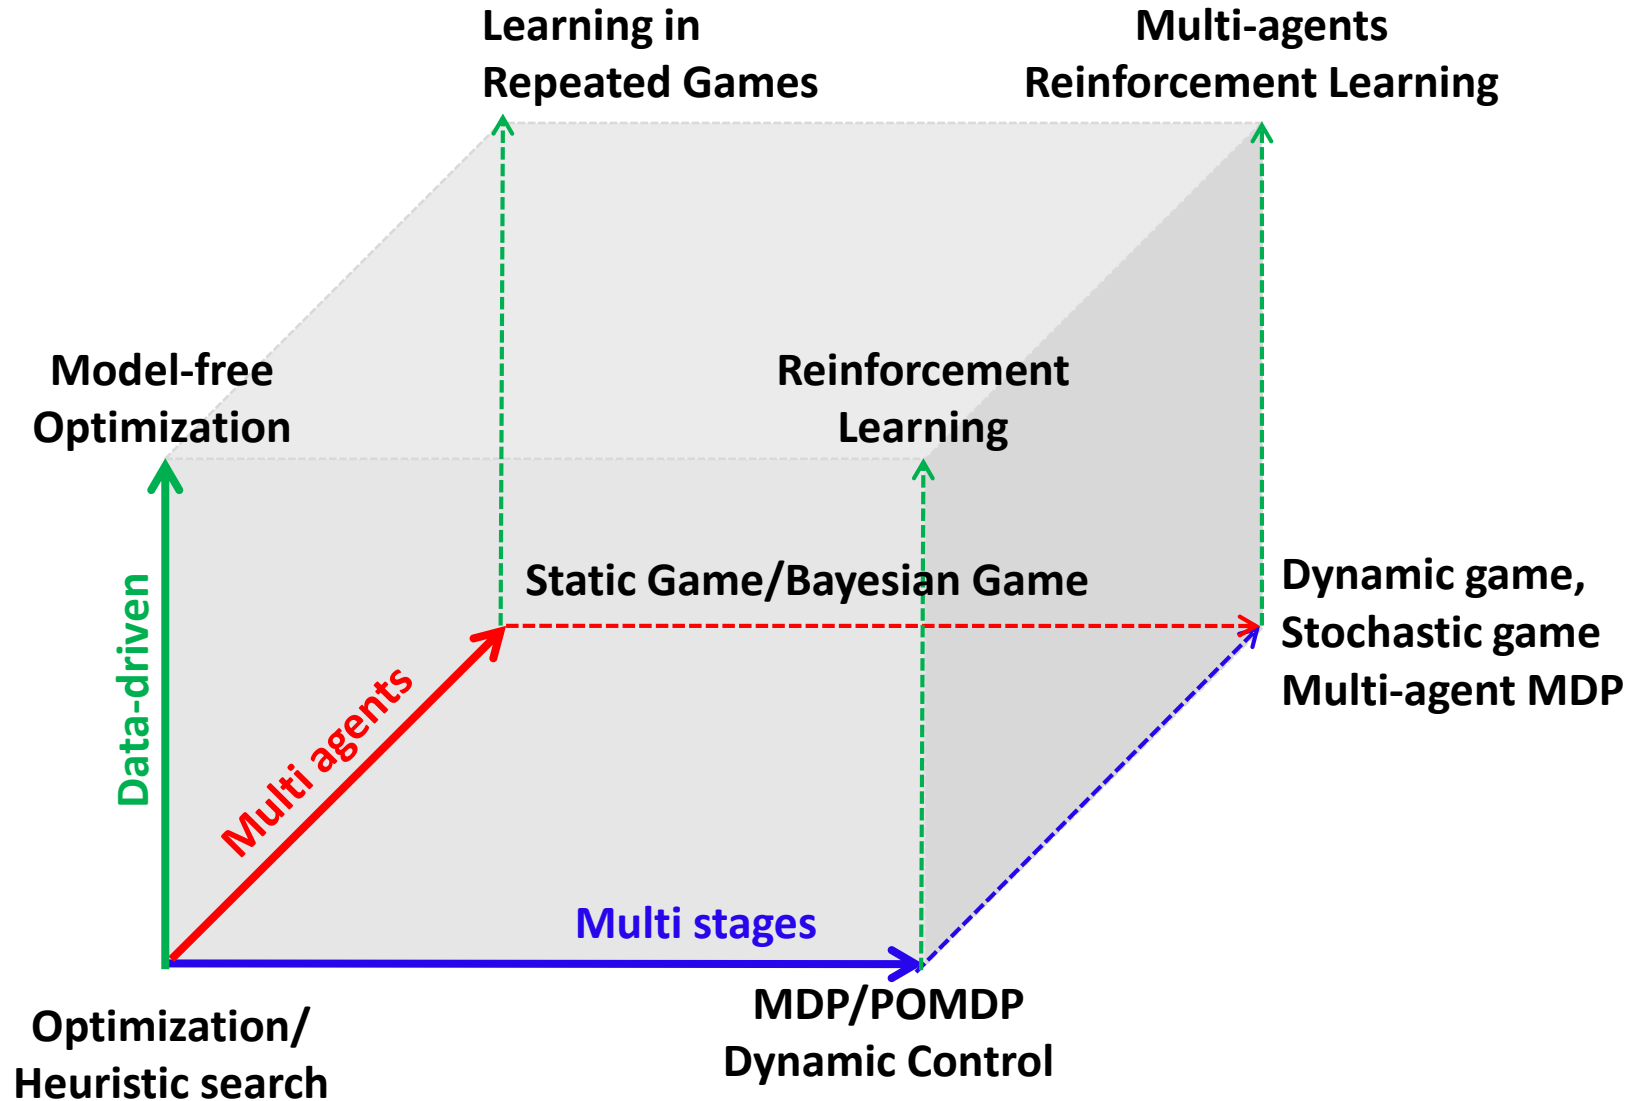 Learning in
Repeated Games
Multi-agents
Reinforcement Learning
Model-free
Optimization
Reinforcement
Learning
Static Game/Bayesian Game
Dynamic game,
Stochastic game
Multi-agent MDP
Data-driven
Multi agents
Multi stages
Optimization/
Heuristic search
MDP/POMDP
Dynamic Control